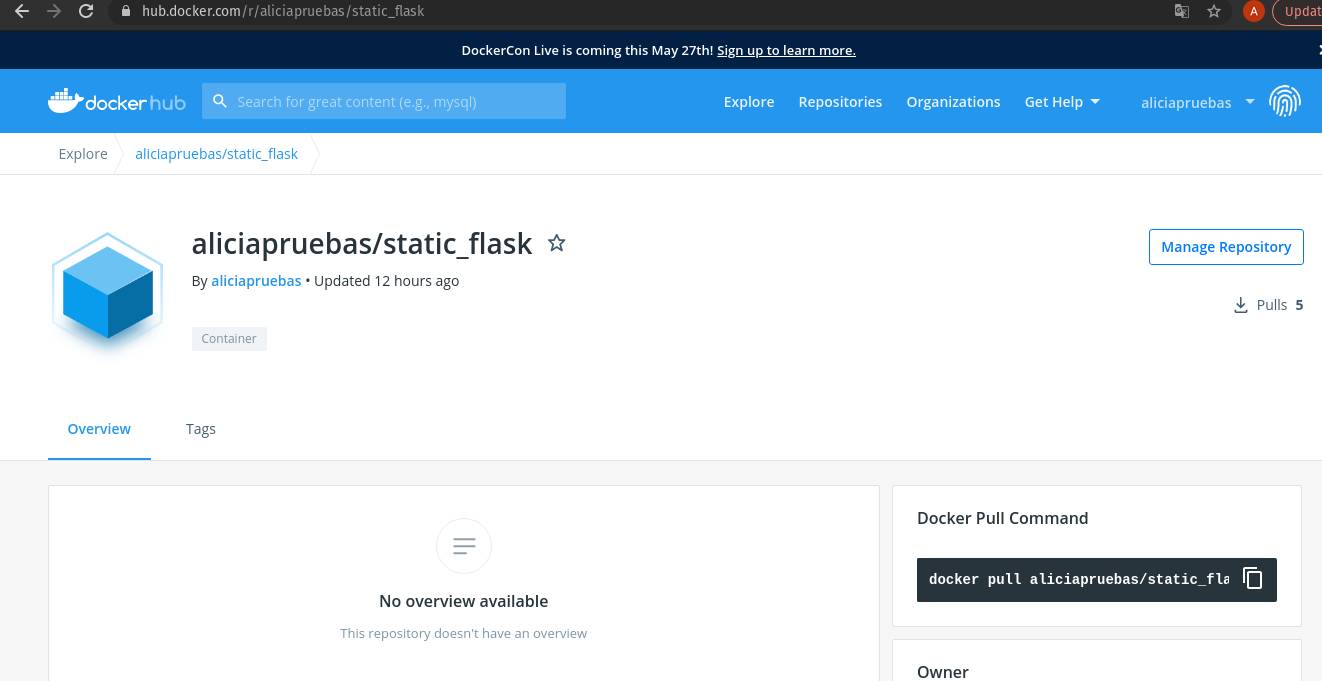 hub.docker.com/r/aliciapruebas/static_flask
A
Updat
DockerCon Live is coming this May 27th! Sign up to learn more.
dockerhub
Search for great content (e.g., mysql)
Explore
Repositories
Organizations
Get Help
aliciapruebas
Explore
aliciapruebas/static_flask
aliciapruebas/static_flask
By aliciapruebas • Updated 12 hours ago
Container
Manage Repository
Pulls 5
Overview
Tags
No overview available
This repository doesn't have an overview
Docker Pull Command
docker pull aliciapruebas/static_fla
Owner